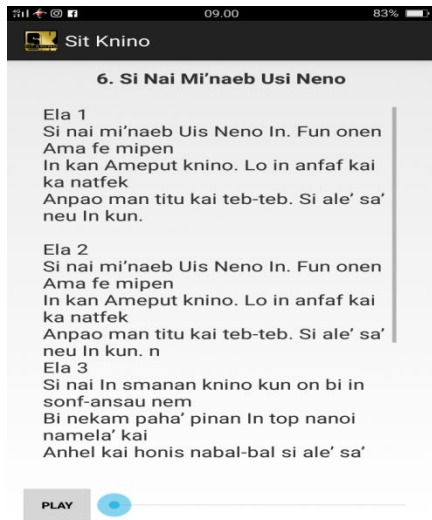 09.00
83%
Sit Knino
6. Si Nai Mi’naeb Usi Neno
Ela 1
Si nai mi’naeb Uis Neno In. Fun onen
Ama fe mipen
In kan Ameput knino. Lo in anfaf kai
ka natfek
Anpao man titu kai teb-teb. Si ale’ sa’
neu In kun.
Ela 2
Si nai mi’naeb Uis Neno In. Fun onen
Ama fe mipen
In kan Ameput knino. Lo in anfaf kai
ka natfek
Anpao man titu kai teb-teb. Si ale’ sa’
neu In kun. n
Ela 3
Si nai In smanan knino kun on bi in
sonf-ansau nem
Bi nekam paha’ pinan In top nanoi
namela’ kai
Anhel kai honis nabal-bal si ale’ sa’
PLAY